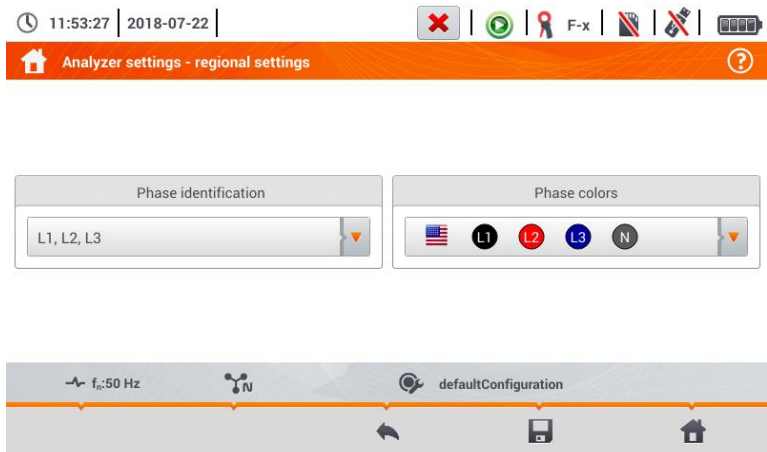 11:53:27 2018-07-22 F-x
Analyzer settings - regional settings ?
Phase identification
Phase colors
L1, L2, L3
L1 L2 L3 N
fn:50 Hz N defaultConfiguration